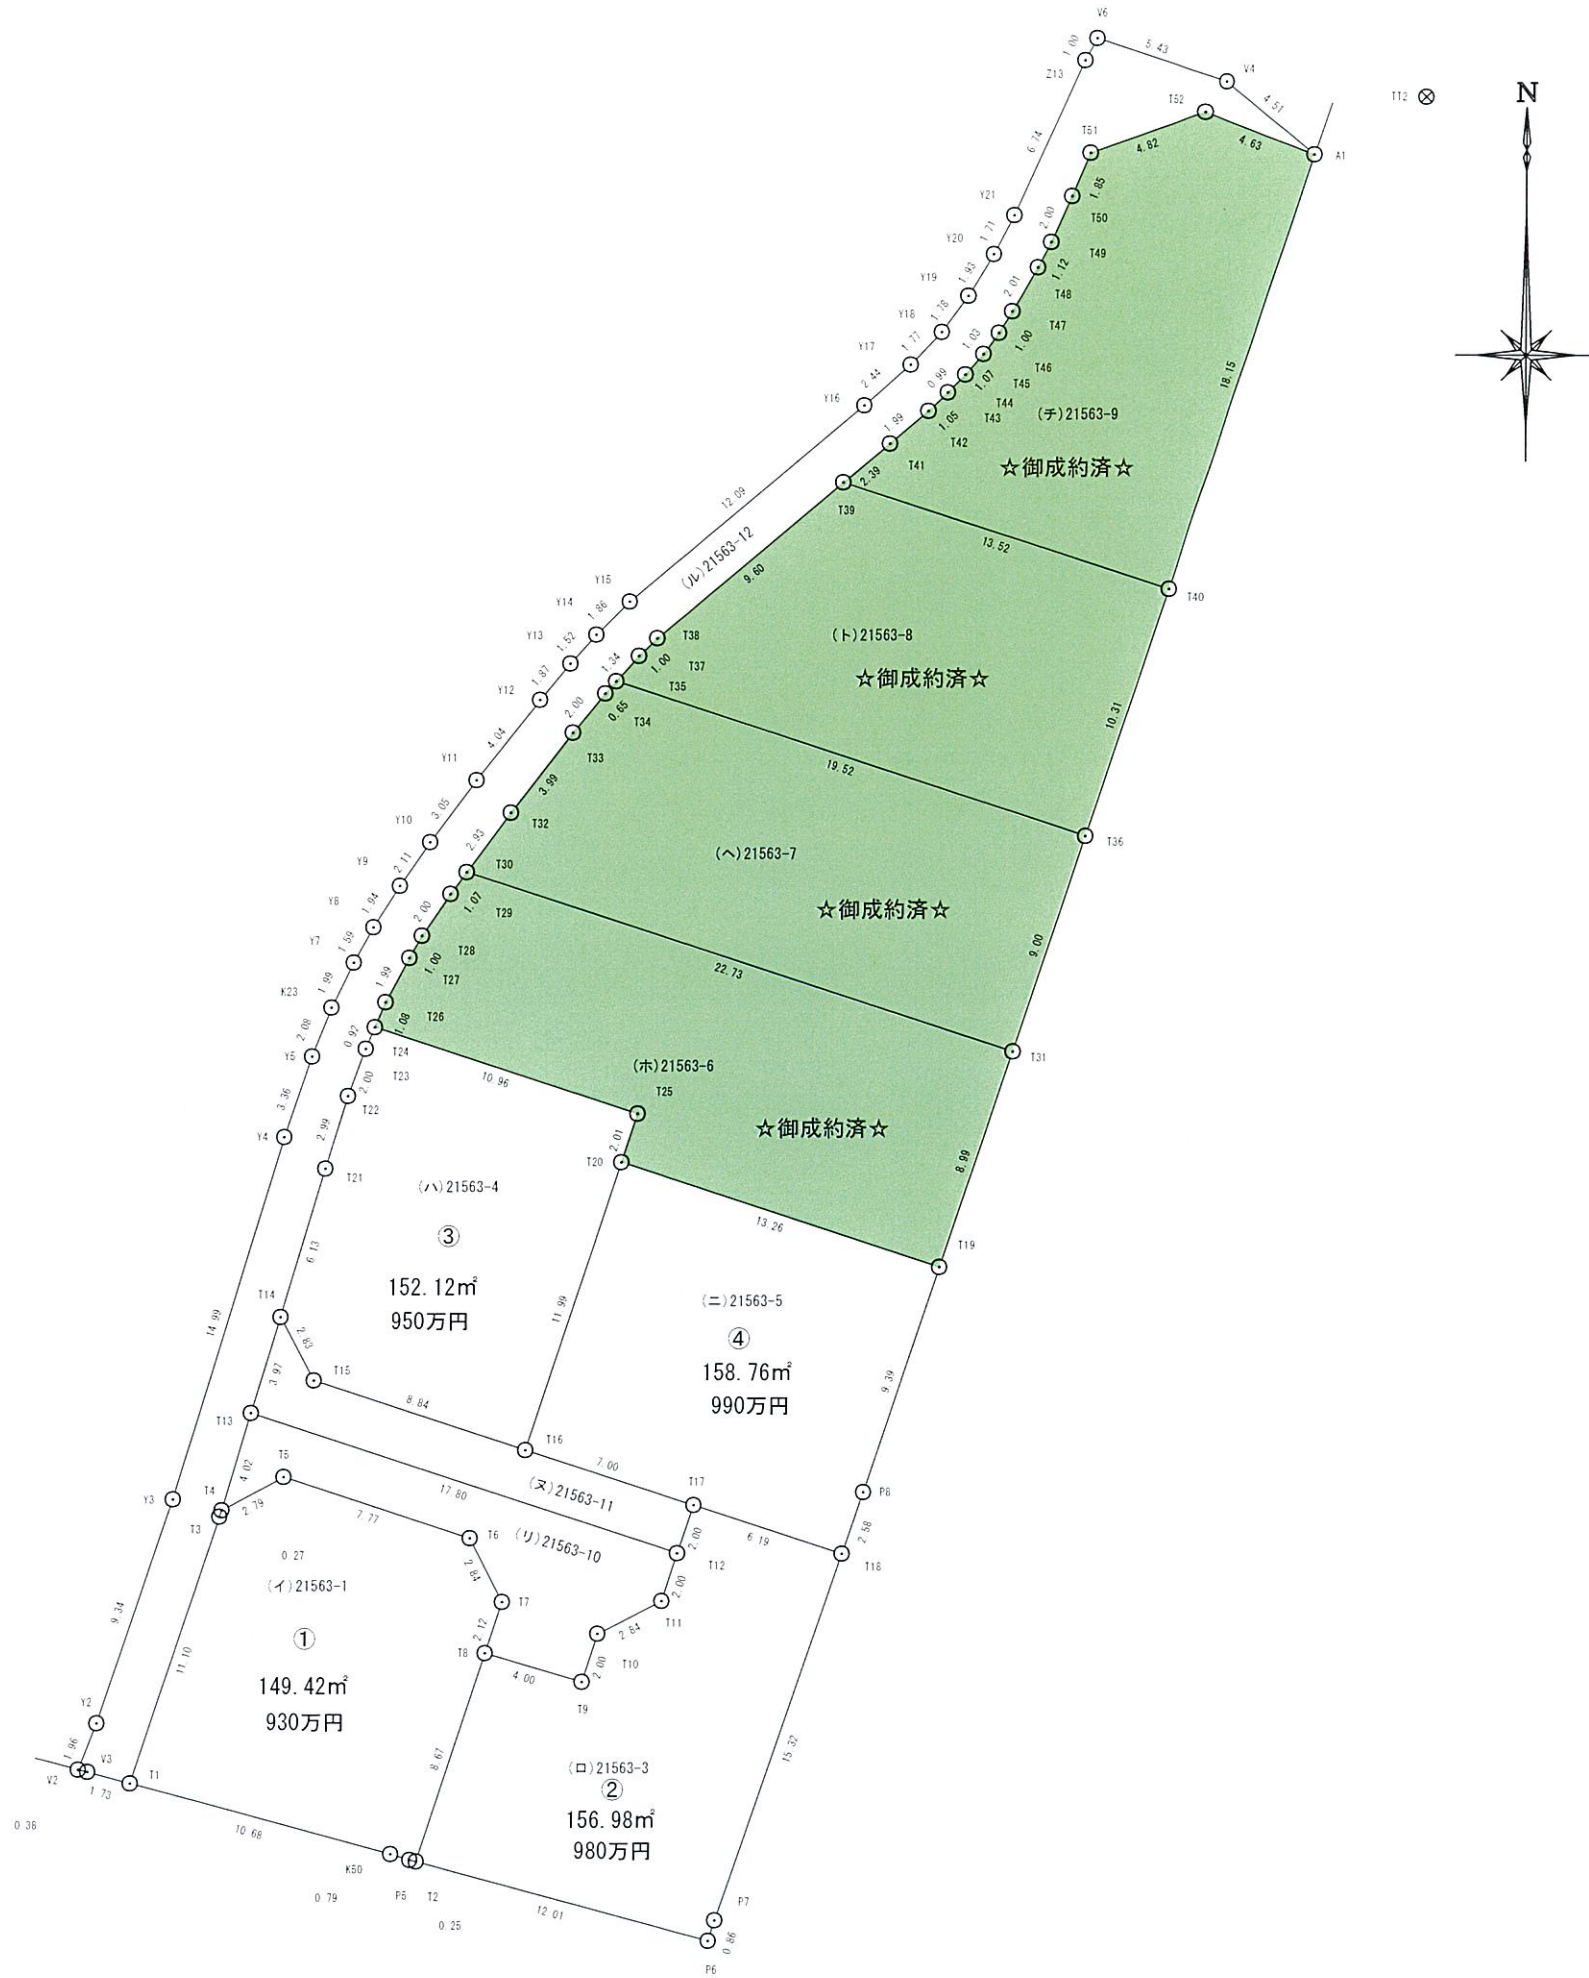 V6
5.43
1.00
Z13
V4
4.51
TT2
N
T52
T51
4.82
4.63
A1
6.74
1.85
Y21
T50
2.00
1.71
Y20
T49
1.12
1.93
Y19
2.01
T48
1.78
Y18
T47
1.03
1.00
1.77
Y17
T46
18.15
2.44
0.99
1.07
T45
T44
Y16
T43
(チ)21563-9
1.99
1.05
T42
T41
☆御成約済☆
2.39
T39
12.09
13.52
(ル)21563-12
9.60
Y15
T40
Y14
1.86
(ト)21563-8
Y13
1.52
T38
1.34
1.00
T37
☆御成約済☆
1.87
T35
Y12
2.00
0.65
T34
10.31
4.04
T33
19.52
Y11
3.99
3.05
T36
Y10
T32
2.93
(ヘ)21563-7
Y9
2.11
T30
1.07
☆御成約済☆
Y8
1.94
2.00
T29
Y7
1.59
T28
1.00
9.00
22.73
K23
1.99
1.99
T27
T26
1.08
2.08
0.92
Y5
T24
T31
(ホ)21563-6
T23
10.96
2.00
T25
T22
3.36
☆御成約済☆
Y4
2.99
2.01
T20
8.99
T21
(ハ)21563-4
13.26
③
6.13
T19
152.12㎡
(ニ)21563-5
T14
950万円
11.99
14.99
④
2.83
T15
158.76㎡
3.97
9.39
8.84
990万円
T13
T16
7.00
T5
4.02
T4
17.80
(ヌ)21563-11
T17
P8
Y3
2.79
T3
7.77
T6
(リ)21563-10
2.00
6.19
2.58
T12
T18
0.27
(イ)21563-1
2.84
2.00
T7
T11
9.34
①
2.12
2.84
T8
T10
11.10
4.00
2.00
149.42㎡
T9
Y2
930万円
15.32
1.96
8.67
V3
T1
(ロ)21563-3
V2
1.73
②
156.98㎡
0.38
10.68
980万円
K50
0.79
P5
T2
P7
0.25
12.01
0.86
P6